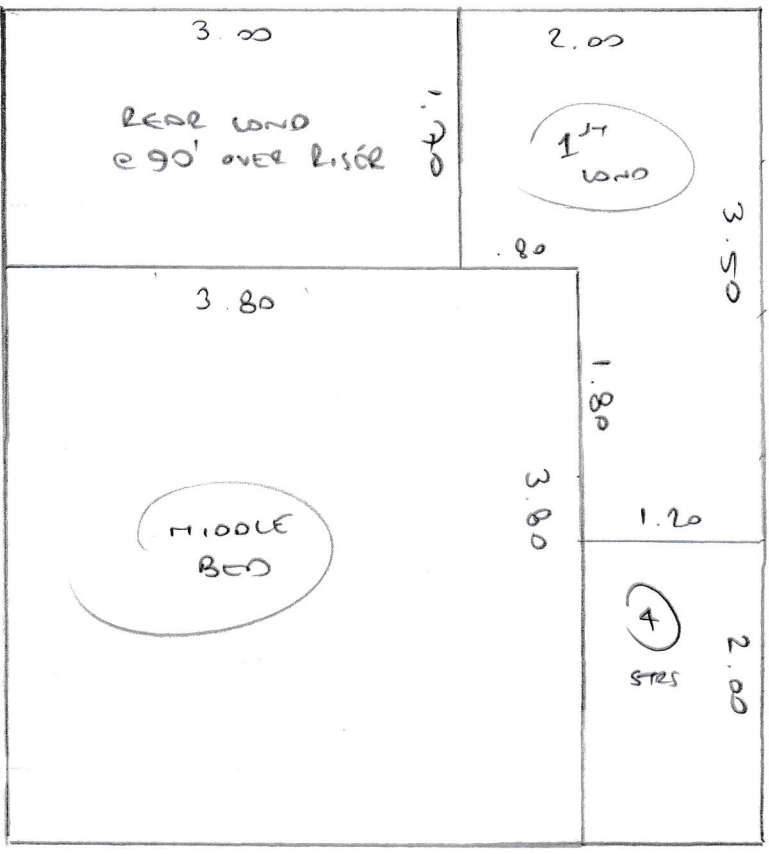 3.00
2.00
REAR LAND
@ 90' OVER RISER
1.70
1ST
LAND
3.50
.80
3.80
1.80
3.80
1.20
MIDDLE
BED
4
STRS
2.00